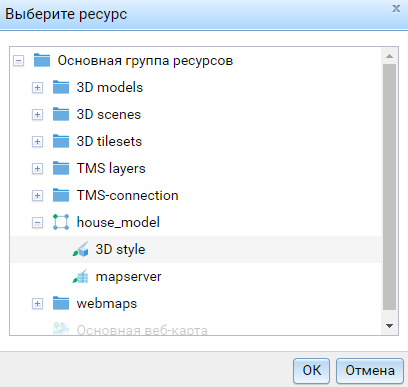 Выберите ресурс
Основная группа ресурсов
3D models
3D scenes
3D tilesets
TMS layers
TMS-connection
house_model
3D style
mapserver
webmaps
Основная веб-карта
ОК
Отмена